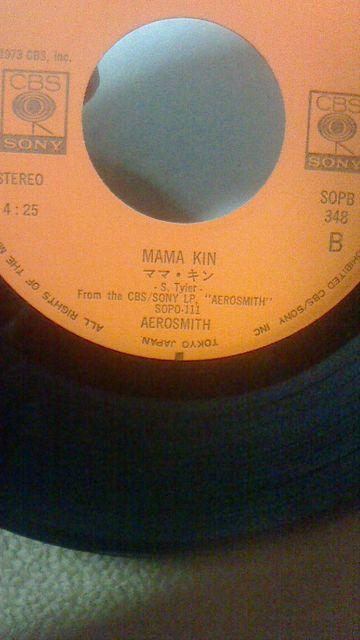 1973 CBS, Inc.
CBS
SONY
CBS
SONY
STEREO
4:25
SOPB
348
B
MAMA KIN
ママ・キン
- S. Tyler -
From the CBS/SONY LP, "AEROSMITH"
SOPO-111
AEROSMITH
ALL RIGHTS OF THE
TOKYO JAPAN
CBS/SONY INC